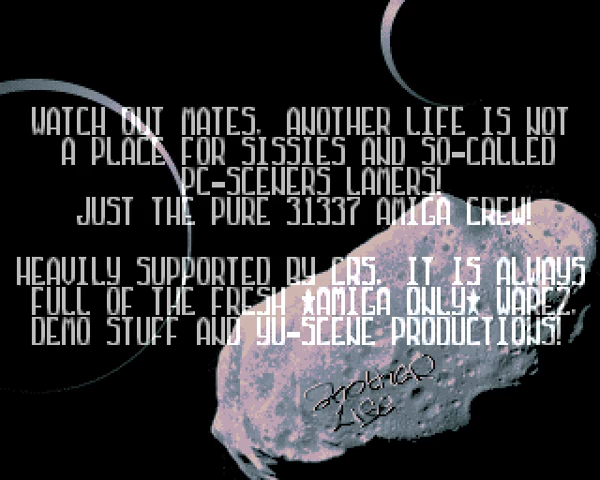 WATCH OUT MATES. ANOTHER LIFE IS NOT
A PLACE FOR SISSIES AND SO-CALLED
PC-SCENERS LAMERS!
JUST THE PURE 31337 AMIGA CREW!
HEAVILY SUPPORTED BY CRS. IT IS ALWAYS
FULL OF THE FRESH ★AMIGA ONLY★ WAREZ,
DEMO STUFF AND YU-SCENE PRODUCTIONS!
ANOTHER
LIFE